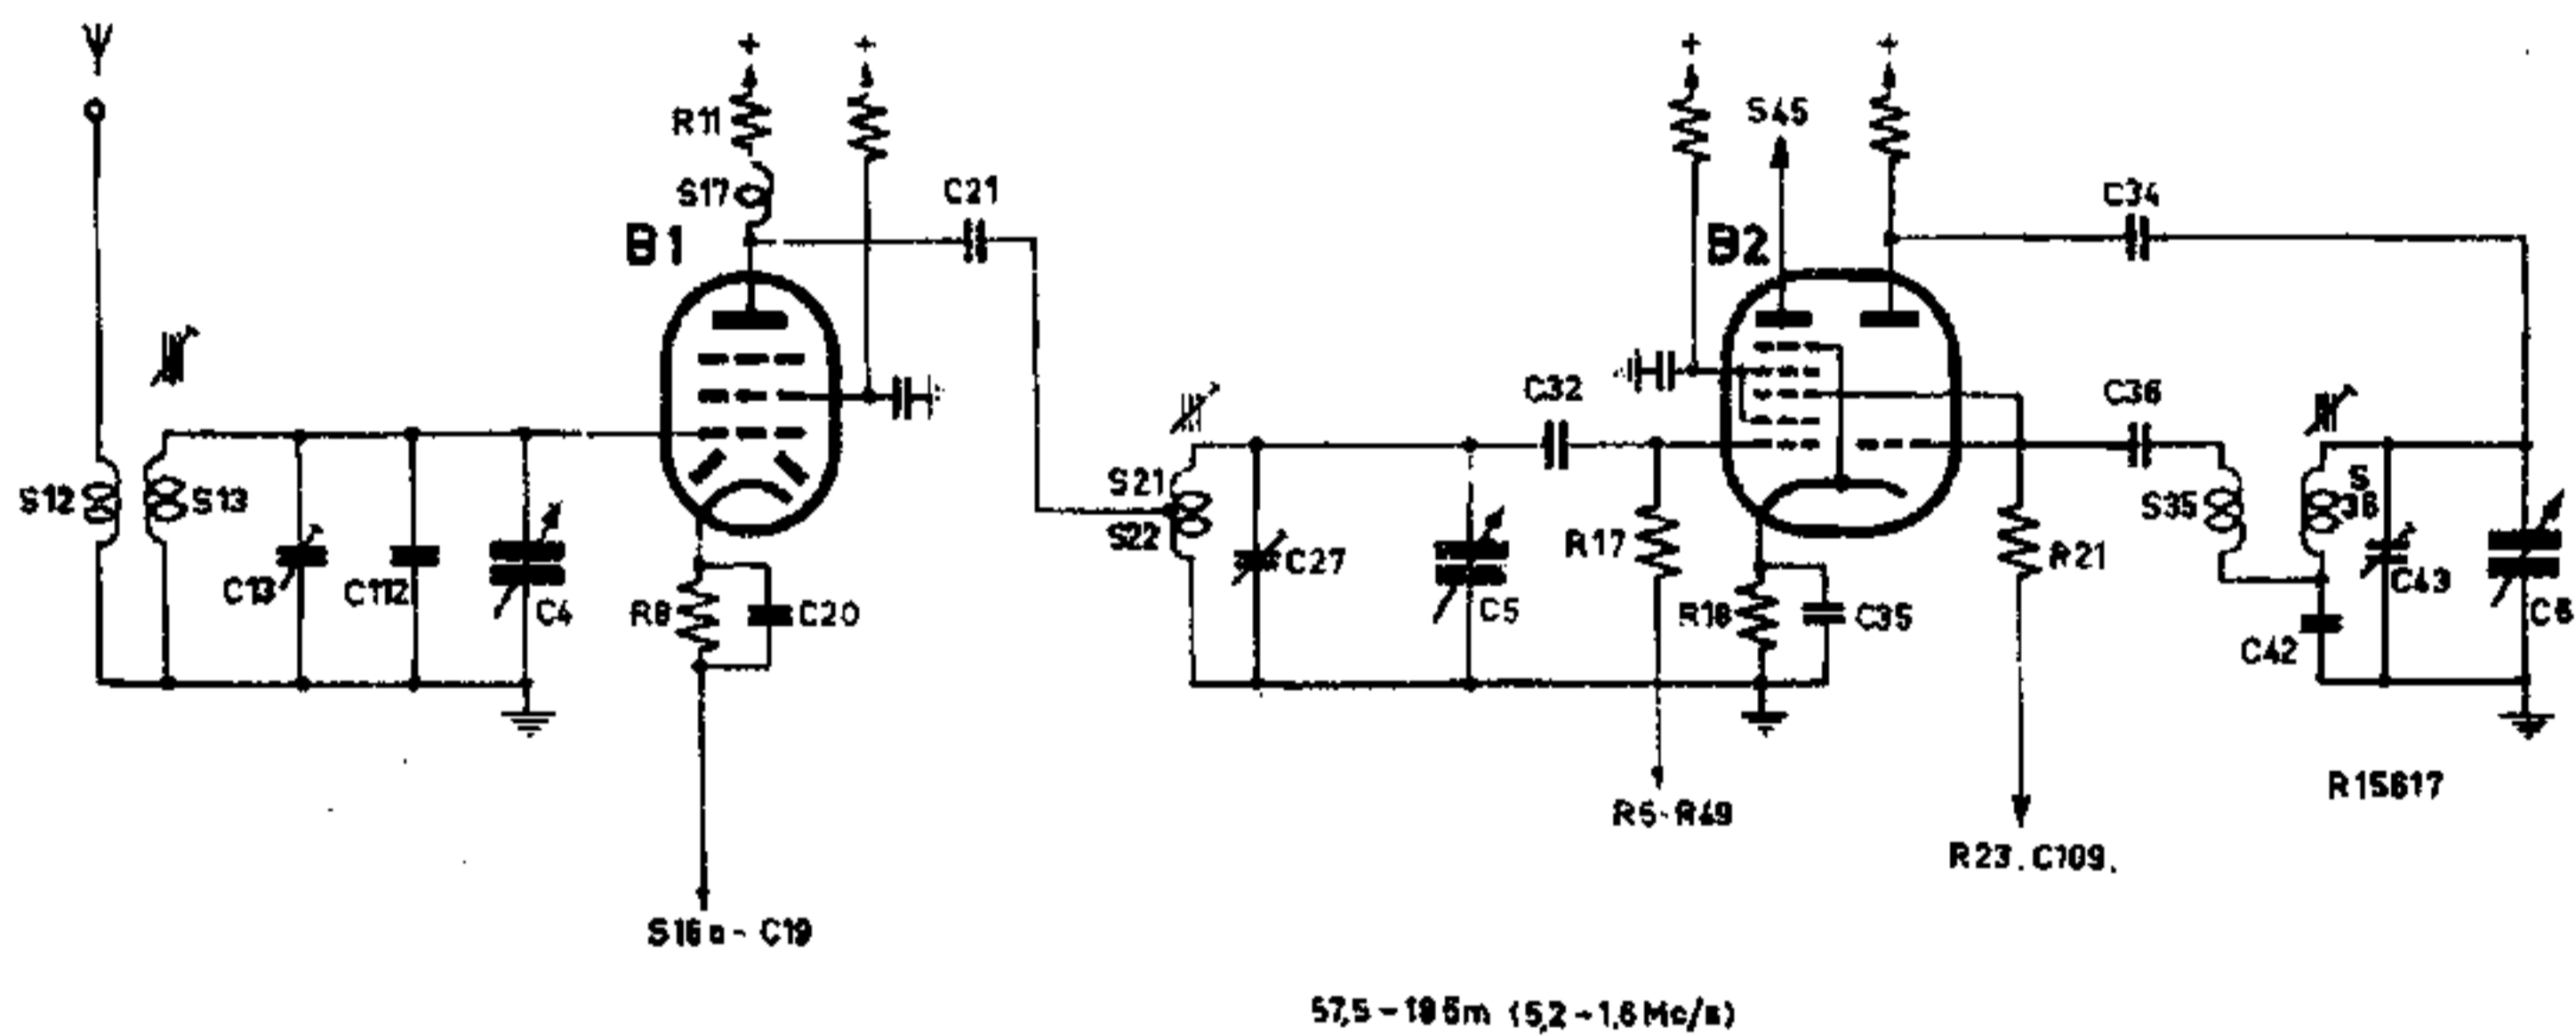 + + + +
R11 S45
S17 C21 C34
B1 B2
C32 C36
S12 S13 S21 S35 S
36
S22 R17 R21
C13 C112 C4 C27 C5 C43
R8 C20 R18 C35 C42 C6
R15617
R5-R49
R23.C109.
S16a - C19
57,5 - 195m (5,2 - 1,6 Mc/s)